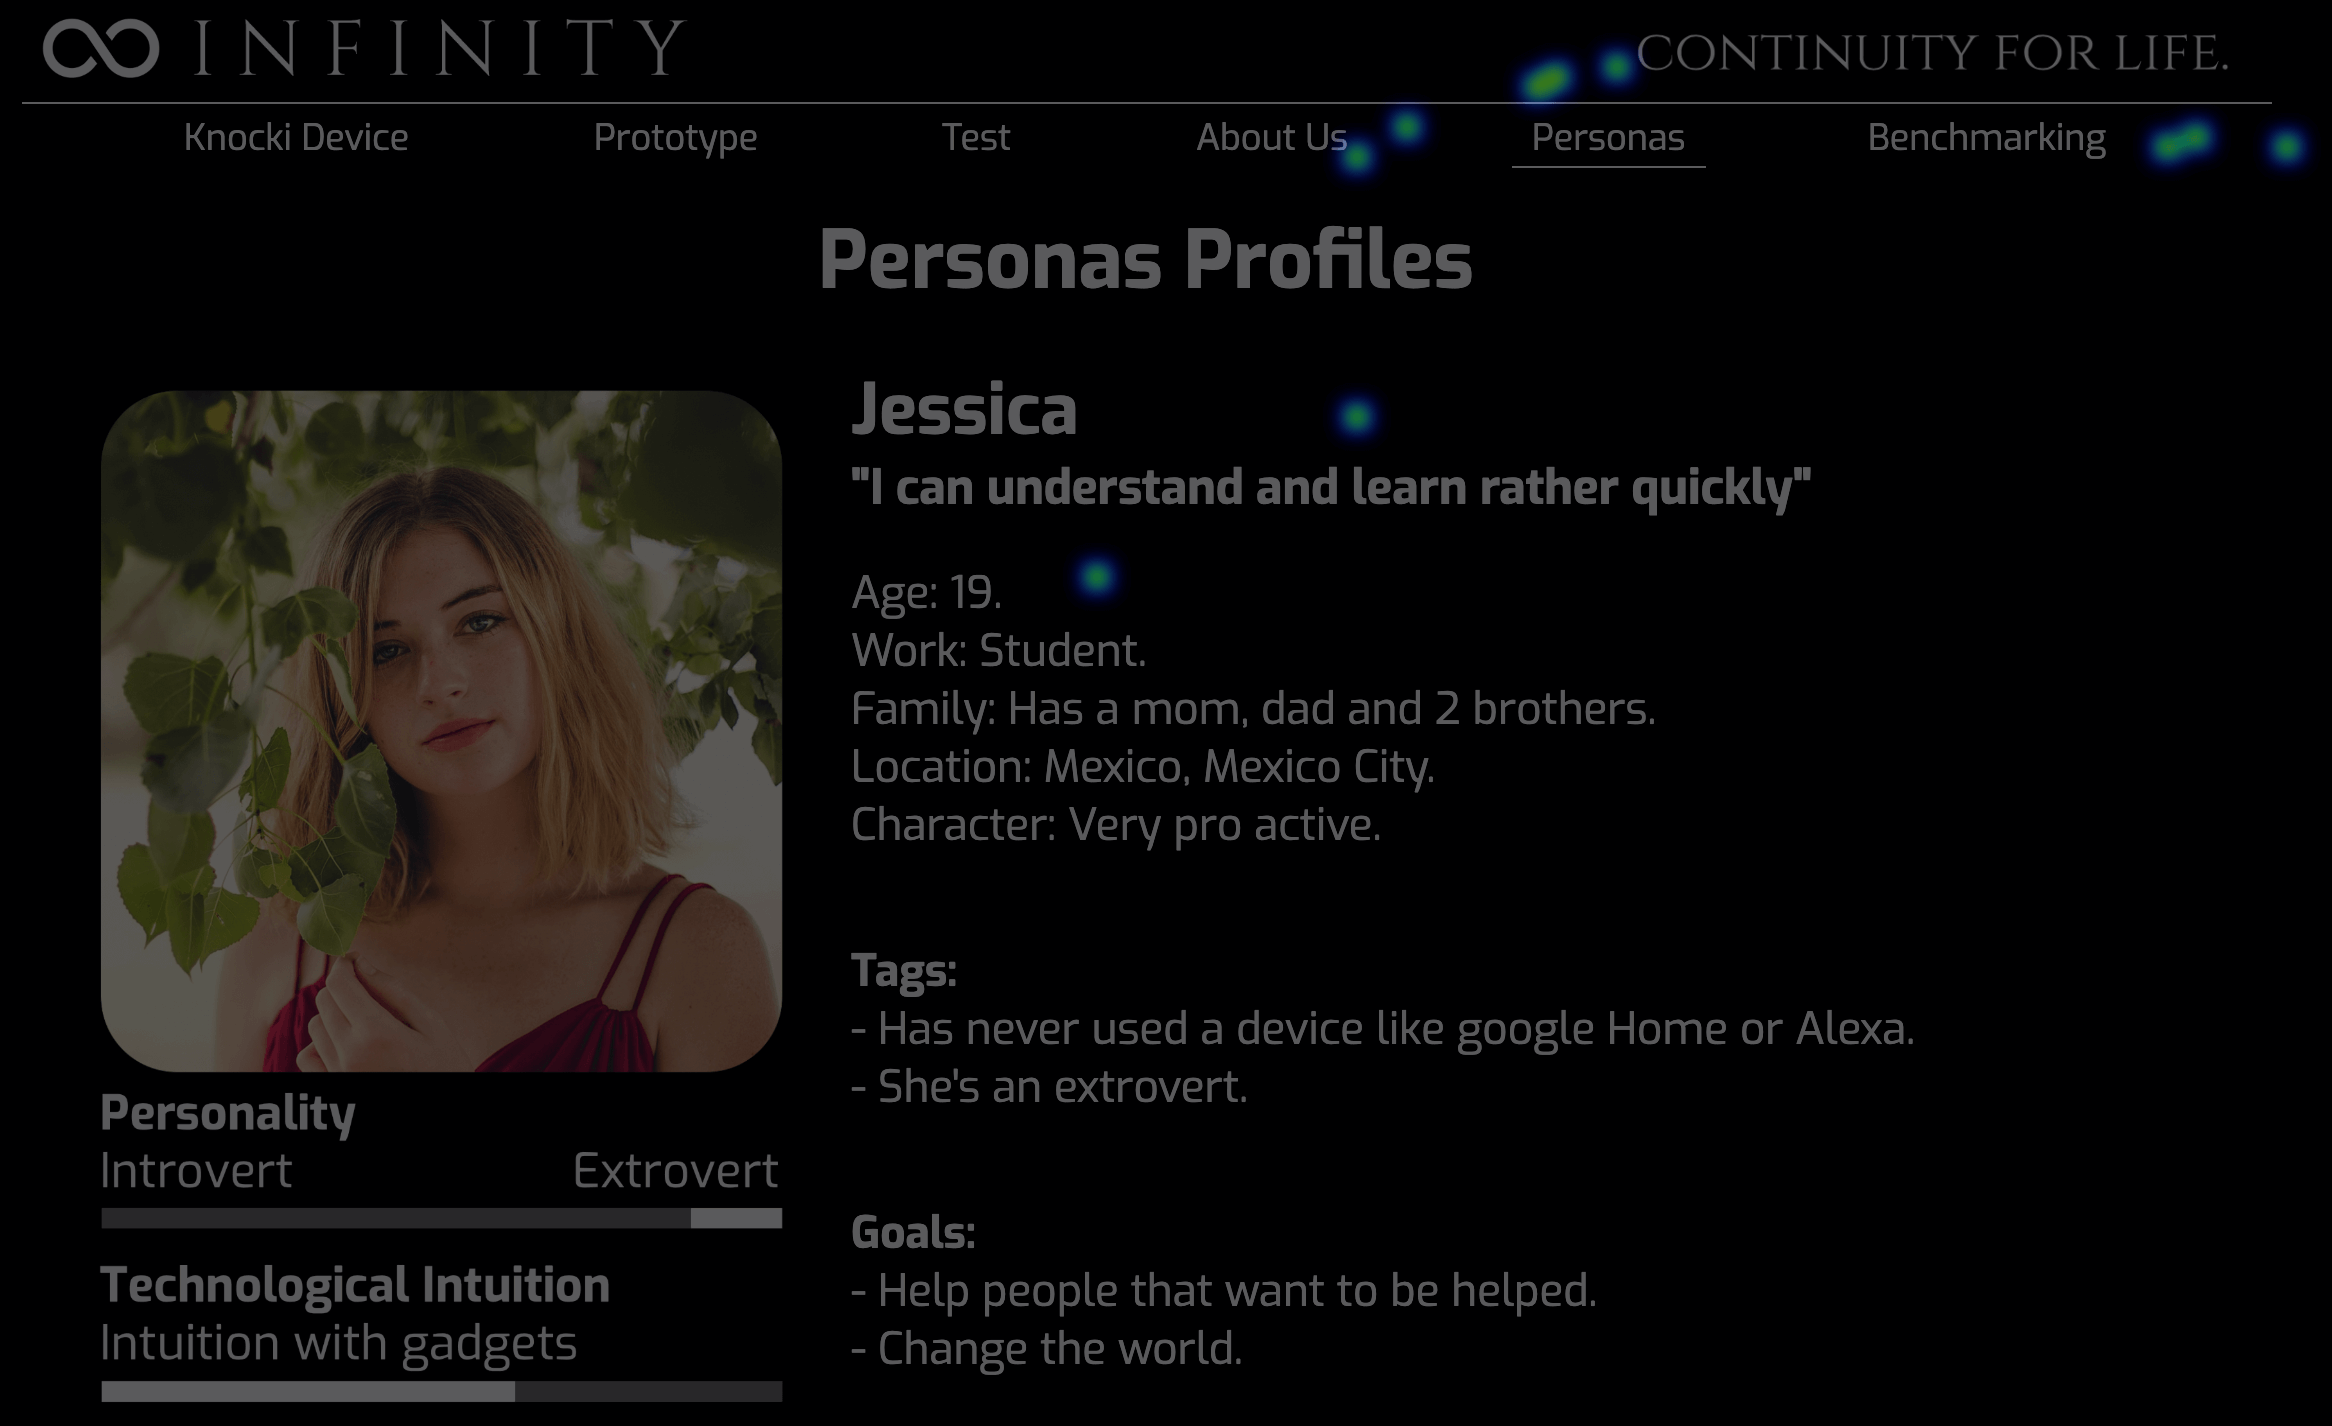 INFINITY
CONTINUITY FOR LIFE.
Knocki Device Prototype Test About Us Personas Benchmarking
Personas Profiles
Jessica
"I can understand and learn rather quickly"
Age: 19.
Work: Student.
Family: Has a mom, dad and 2 brothers.
Location: Mexico, Mexico City.
Character: Very pro active.
Tags:
- Has never used a device like google Home or Alexa.
- She's an extrovert.
Goals:
- Help people that want to be helped.
- Change the world.
Personality
Introvert Extrovert
Technological Intuition
Intuition with gadgets